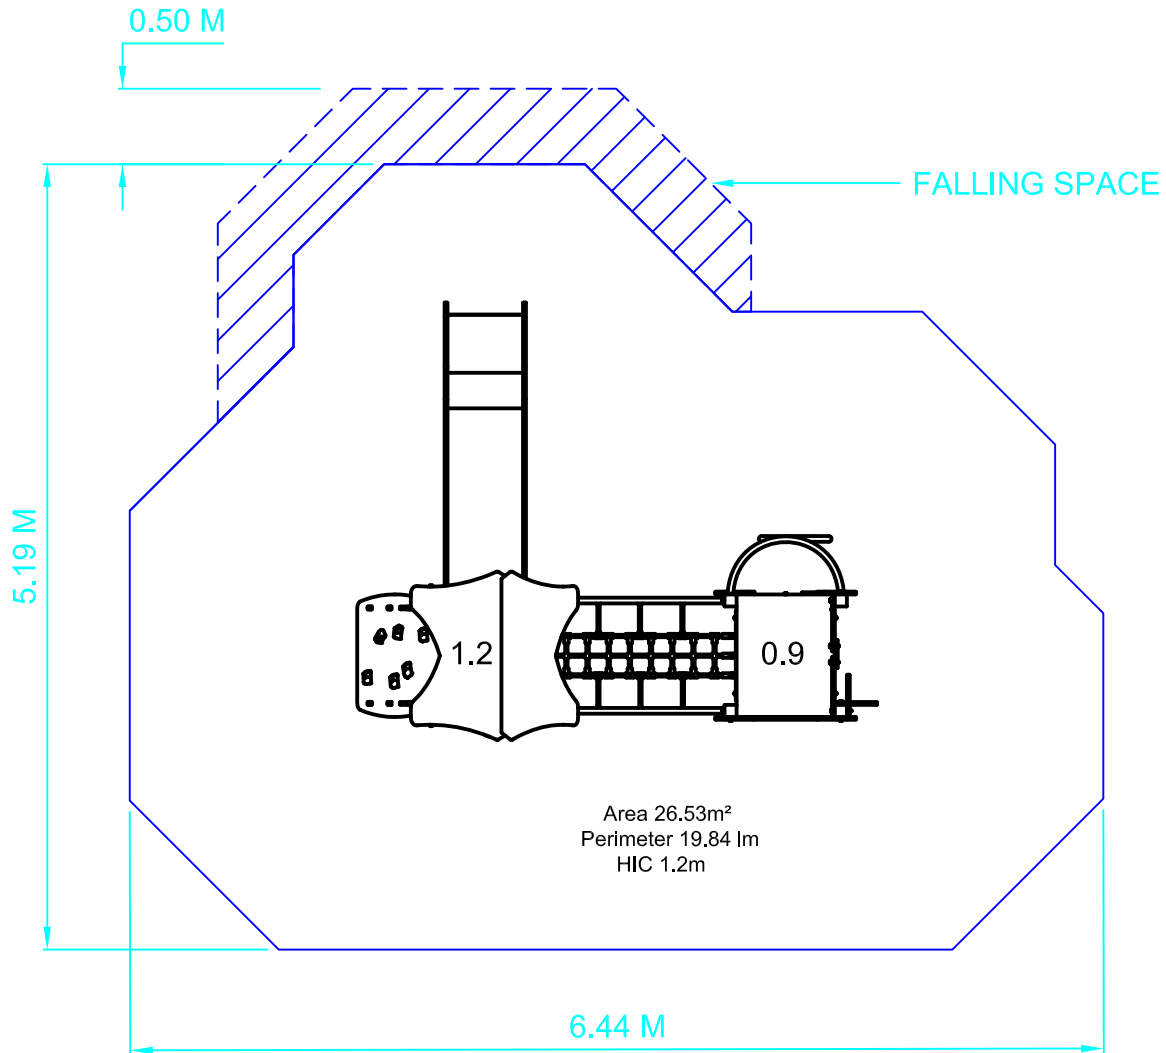 0.50 M
FALLING SPACE
5.19 M
1.2
0.9
Area 26.53m²
Perimeter 19.84 lm
HIC 1.2m
6.44 M